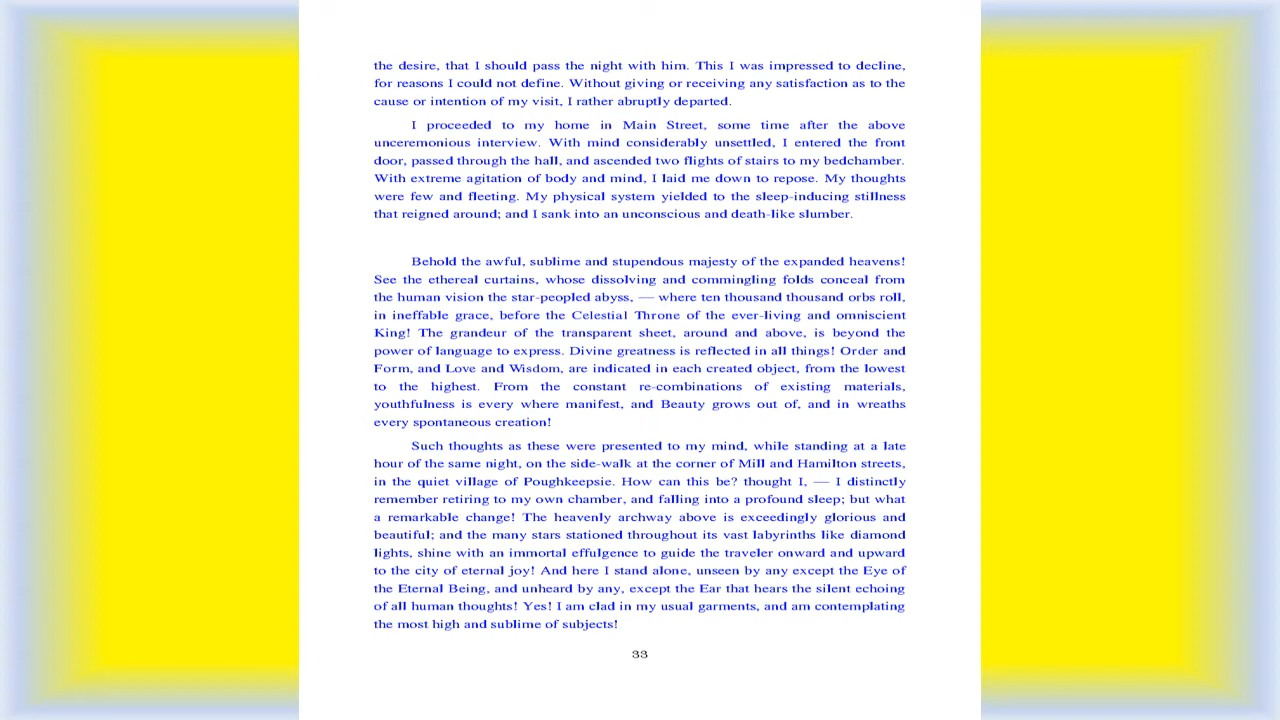 the desire, that I should pass the night with him. This I was impressed to decline,
for reasons I could not define. Without giving or receiving any satisfaction as to the
cause or intention of my visit, I rather abruptly departed.
I proceeded to my home in Main Street, some time after the above
unceremonious interview. With mind considerably unsettled, I entered the front
door, passed through the hall, and ascended two flights of stairs to my bedchamber.
With extreme agitation of body and mind, I laid me down to repose. My thoughts
were few and fleeting. My physical system yielded to the sleep-inducing stillness
that reigned around; and I sank into an unconscious and death-like slumber.
Behold the awful, sublime and stupendous majesty of the expanded heavens!
See the ethereal curtains, whose dissolving and commingling folds conceal from
the human vision the star-peopled abyss, — where ten thousand thousand orbs roll,
in ineffable grace, before the Celestial Throne of the ever-living and omniscient
King! The grandeur of the transparent sheet, around and above, is beyond the
power of language to express. Divine greatness is reflected in all things! Order and
Form, and Love and Wisdom, are indicated in each created object, from the lowest
to the highest. From the constant re-combinations of existing materials,
youthfulness is every where manifest, and Beauty grows out of, and in wreaths
every spontaneous creation!
Such thoughts as these were presented to my mind, while standing at a late
hour of the same night, on the side-walk at the corner of Mill and Hamilton streets,
in the quiet village of Poughkeepsie. How can this be? thought I, — I distinctly
remember retiring to my own chamber, and falling into a profound sleep; but what
a remarkable change! The heavenly archway above is exceedingly glorious and
beautiful; and the many stars stationed throughout its vast labyrinths like diamond
lights, shine with an immortal effulgence to guide the traveler onward and upward
to the city of eternal joy! And here I stand alone, unseen by any except the Eye of
the Eternal Being, and unheard by any, except the Ear that hears the silent echoing
of all human thoughts! Yes! I am clad in my usual garments, and am contemplating
the most high and sublime of subjects!
33